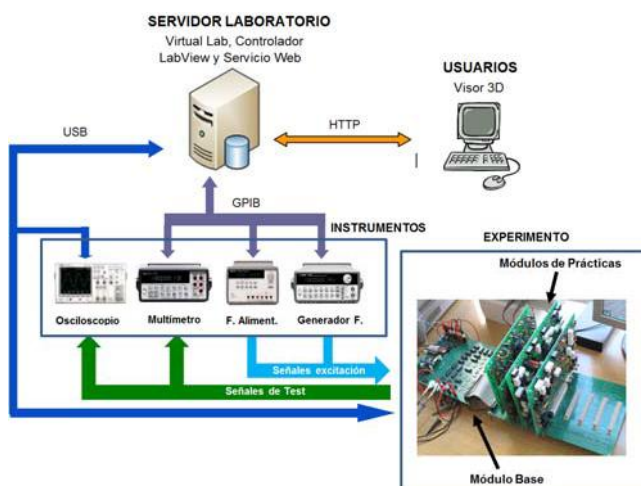 SERVIDOR LABORATORIO
Virtual Lab, Controlador
LabView y Servicio Web
USUARIOS
Visor 3D
USB
HTTP
GPIB
INSTRUMENTOS
Osciloscopio
Multímetro
F. Aliment.
Generador F.
EXPERIMENTO
Módulos de Prácticas
Señales excitación
Señales de Test
Módulo Base